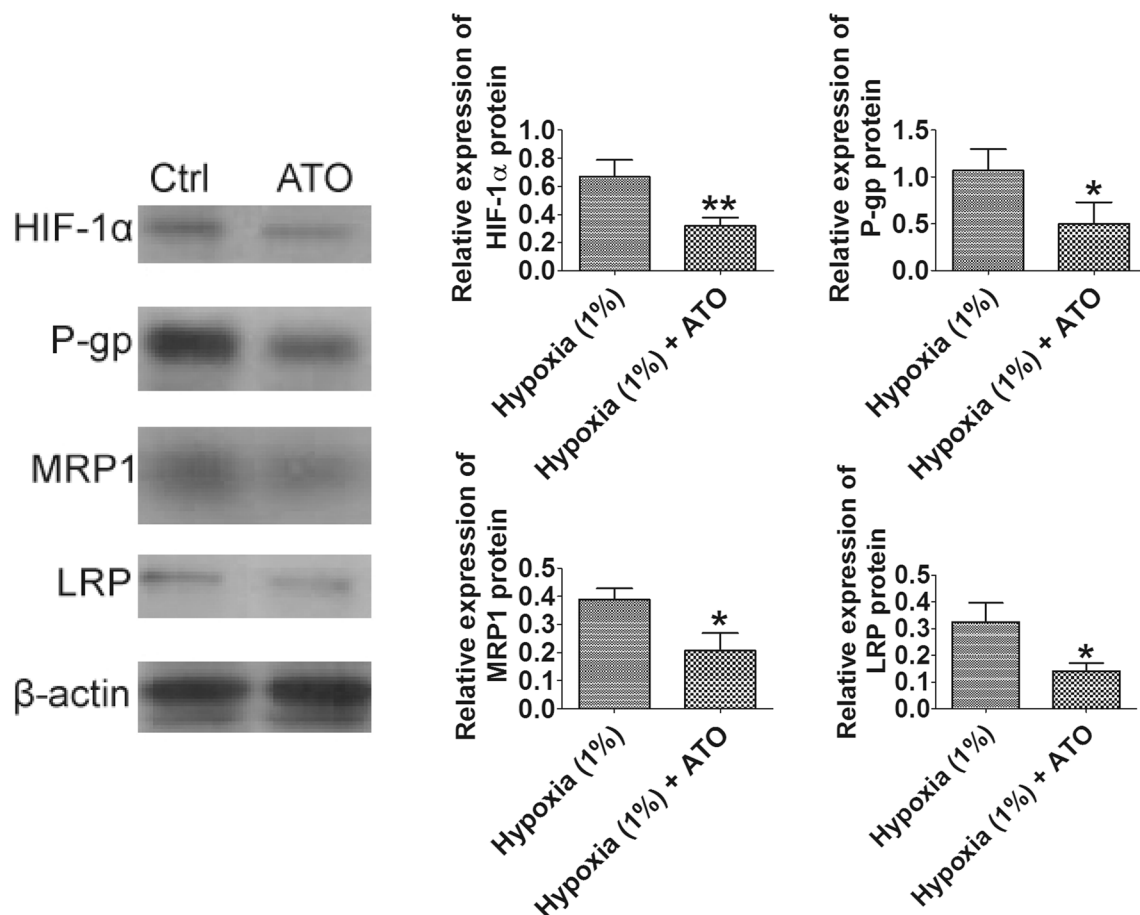 Ctrl ATO
HIF-1α
P-gp
MRP1
LRP
β-actin
Relative expression of
HIF-1α protein
1.0
0.8
0.6
0.4
0.2
0.0
**
Hypoxia (1%)
Hypoxia (1%) + ATO
Relative expression of
P-gp protein
1.5
1.0
0.5
0.0
*
Hypoxia (1%)
Hypoxia (1%) + ATO
Relative expression of
MRP1 protein
0.5
0.4
0.3
0.2
0.1
0.0
*
Hypoxia (1%)
Hypoxia (1%) + ATO
Relative expression of
LRP protein
0.5
0.4
0.3
0.2
0.1
0.0
*
Hypoxia (1%)
Hypoxia (1%) + ATO